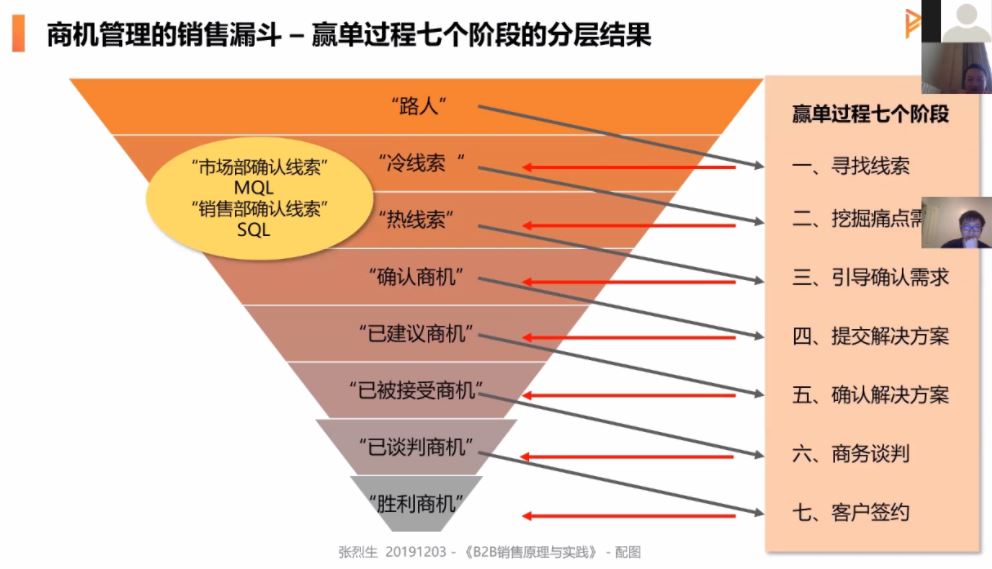 商机管理的销售漏斗 – 赢单过程七个阶段的分层结果
“路人”
“冷线索 “
“市场部确认线索”
MQL
“销售部确认线索”
SQL
“热线索“
“确认商机”
“已建议商机”
“已被接受商机”
“已谈判商机”
“胜利商机”
赢单过程七个阶段
一、寻找线索
二、挖掘痛点
三、引导确认需求
四、提交解决方案
五、确认解决方案
六、商务谈判
七、客户签约
张烈生 20191203 - 《B2B销售原理与实践》 - 配图